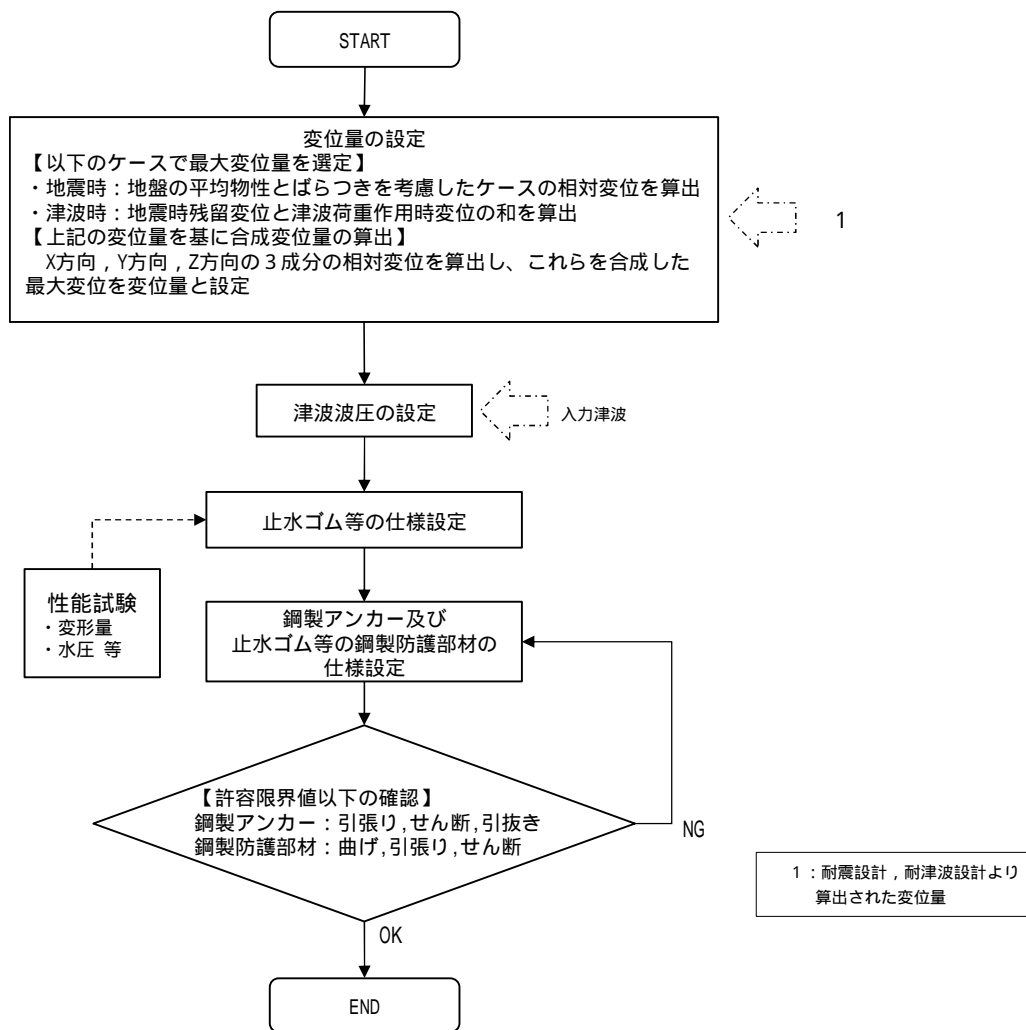 START
変位量の設定
【以下のケースで最大変位量を選定】
・地震時：地盤の平均物性とばらつきを考慮したケースの相対変位を算出
・津波時：地震時残留変位と津波荷重作用時変位の和を算出
【上記の変位量を基に合成変位量の算出】
X方向，Y方向，Z方向の３成分の相対変位を算出し、これらを合成した
最大変位を変位量と設定
1
津波波圧の設定
入力津波
止水ゴム等の仕様設定
性能試験
・変形量
・水圧 等
鋼製アンカー及び
止水ゴム等の鋼製防護部材の
仕様設定
【許容限界値以下の確認】
鋼製アンカー：引張り,せん断,引抜き
鋼製防護部材：曲げ,引張り,せん断
NG
OK
1：耐震設計，耐津波設計より
算出された変位量
END